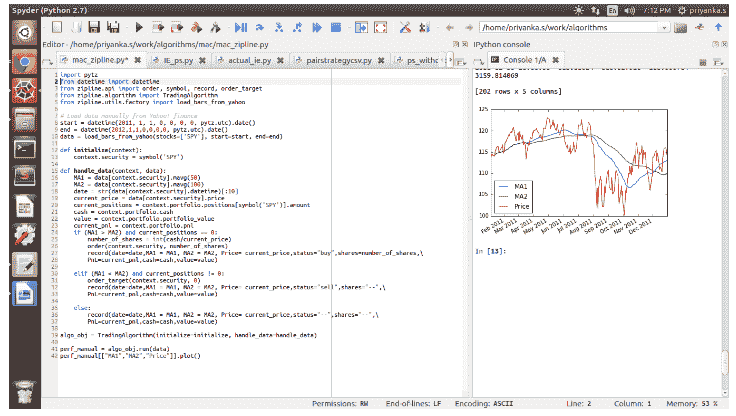 Spyder (Python 2.7)
En
7:12 PM
priyanka.s
/home/priyanka.s/work/algorithms
Editor - /home/priyanka.s/work/algorithms/mac/mac_zipline.py
mac_zipline.py*
IE_ps.py
actual_ie.py
pairstrategycsv.py
1 import pytz
2 from datetime import datetime
3 from zipline.api import order, symbol, record, order_target
4 from zipline.algorithm import TradingAlgorithm
5 from zipline.utils.factory import load_bars_from_yahoo
6
7 # Load data manually from Yahoo! finance
8 start = datetime(2011, 1, 1, 0, 0, 0, 0, pytz.utc).date()
9 end = datetime(2012,1,1,0,0,0,0, pytz.utc).date()
10 data = load_bars_from_yahoo(stocks=['SPY'], start=start, end=end)
11
12 def initialize(context):
13 context.security = symbol('SPY')
14
15 def handle_data(context, data):
16 MA1 = data[context.security].mavg(50)
17 MA2 = data[context.security].mavg(100)
18 date = str(data[context.security].datetime)[:10]
19 current_price = data[context.security].price
20 current_positions = context.portfolio.positions[symbol('SPY')].amount
21 cash = context.portfolio.cash
22 value = context.portfolio.portfolio_value
23 current_pnl = context.portfolio.pnl
24 if (MA1 > MA2) and current_positions == 0:
25 number_of_shares = int(cash/current_price)
26 order(context.security, number_of_shares)
27 record(date=date,MA1 = MA1, MA2 = MA2, Price= current_price,status="buy",shares=number_of_shares,\
28 PnL=current_pnl,cash=cash,value=value)
29
30 elif (MA1 < MA2) and current_positions != 0:
31 order_target(context.security, 0)
32 record(date=date,MA1 = MA1, MA2 = MA2, Price= current_price,status="sell",shares="--",\
33 PnL=current_pnl,cash=cash,value=value)
34
35 else:
36 record(date=date,MA1 = MA1, MA2 = MA2, Price= current_price,status="--",shares="--",\
37 PnL=current_pnl,cash=cash,value=value)
38
39 algo_obj = TradingAlgorithm(initialize=initialize, handle_data=handle_data)
40
41 perf_manual = algo_obj.run(data)
42 perf_manual[["MA1","MA2","Price"]].plot()
IPython console
Console 1/A
3159.814069
[202 rows x 5 columns]
125
120
115
110
105
100
MA1
MA2
Price
Feb 2011
Mar 2011
Apr 2011
May 2011
Jun 2011
Jul 2011
Aug 2011
Sep 2011
Oct 2011
Nov 2011
Dec 2011
In [13]:
Permissions: RW
End-of-lines: LF
Encoding: ASCII
Line: 2
Column: 1
Memory: 53 %